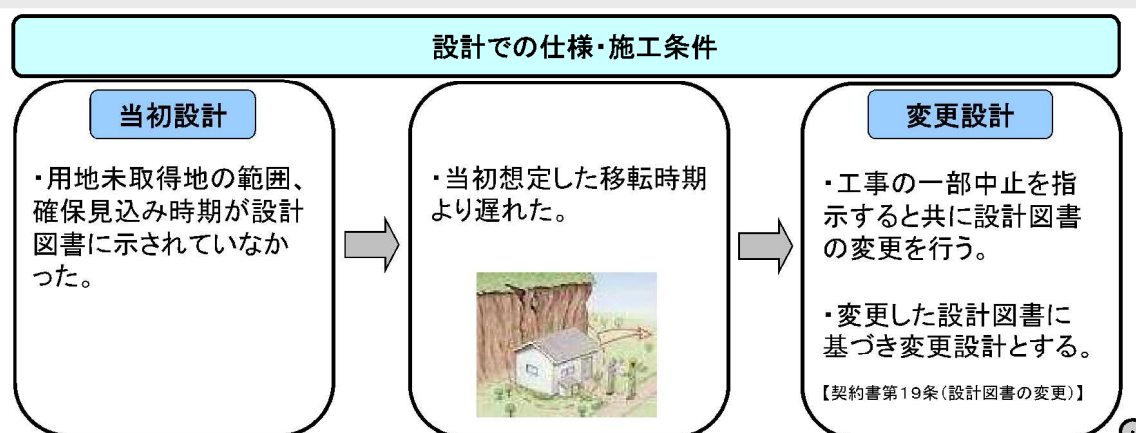 設計での仕様・施工条件
当初設計
・用地未取得地の範囲、
確保見込み時期が設計
図書に示されていなか
った。
・当初想定した移転時期
より遅れた。
変更設計
・工事の一部中止を指
示すると共に設計図書
の変更を行う。
・変更した設計図書に
基づき変更設計とする。
【契約書第19条(設計図書の変更)】